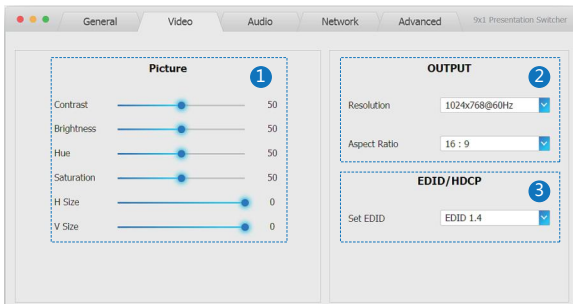 General Video Audio Network Advanced 9x1 Presentation Switcher
Picture
1
Contrast 50
Brightness 50
Hue 50
Saturation 50
H Size 0
V Size 0
OUTPUT
2
Resolution 1024x768@60Hz
Aspect Ratio 16 : 9
EDID/HDCP
3
Set EDID EDID 1.4